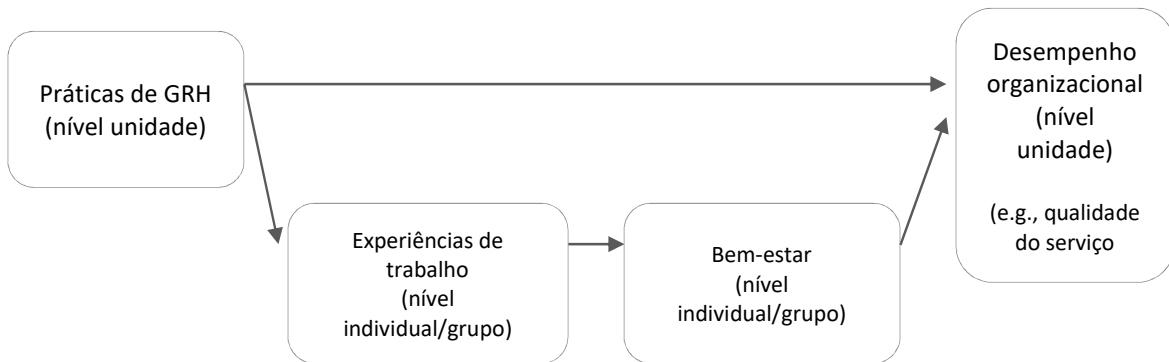 Práticas de GRH
(nível unidade)
Desempenho
organizacional
(nível
unidade)
(e.g., qualidade
do serviço
Experiências de
trabalho
(nível
individual/grupo)
Bem-estar
(nível
individual/grupo)